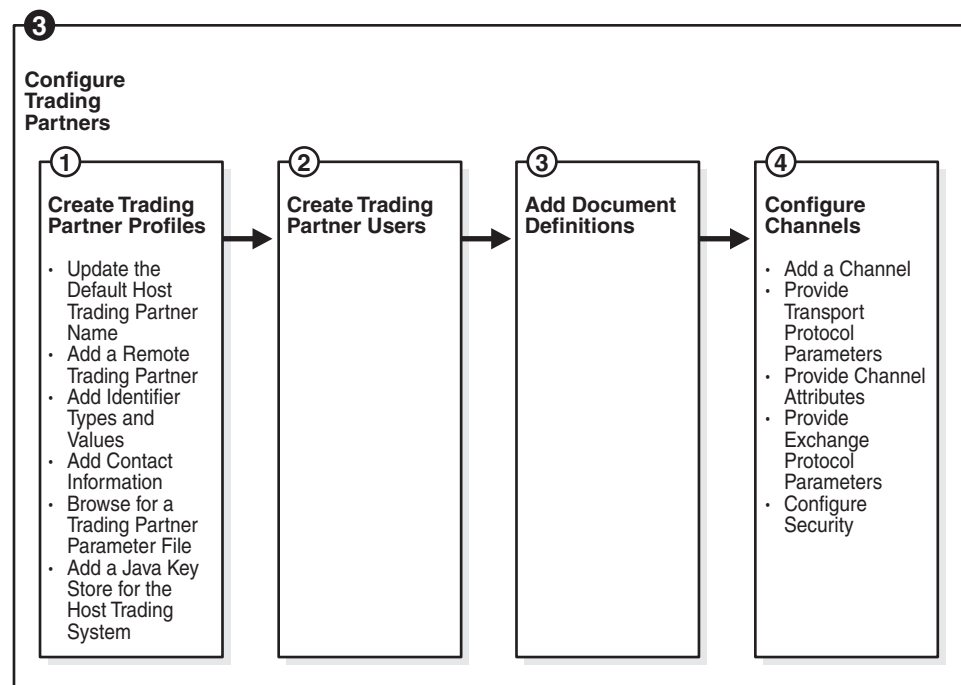 3
Configure
Trading
Partners
1
Create Trading
Partner Profiles
• Update the
Default Host
Trading Partner
Name
• Add a Remote
Trading Partner
• Add Identifier
Types and
Values
• Add Contact
Information
• Browse for a
Trading Partner
Parameter File
• Add a Java Key
Store for the
Host Trading
System
2
Create Trading
Partner Users
3
Add Document
Definitions
4
Configure
Channels
• Add a Channel
• Provide
Transport
Protocol
Parameters
• Provide Channel
Attributes
• Provide
Exchange
Protocol
Parameters
• Configure
Security